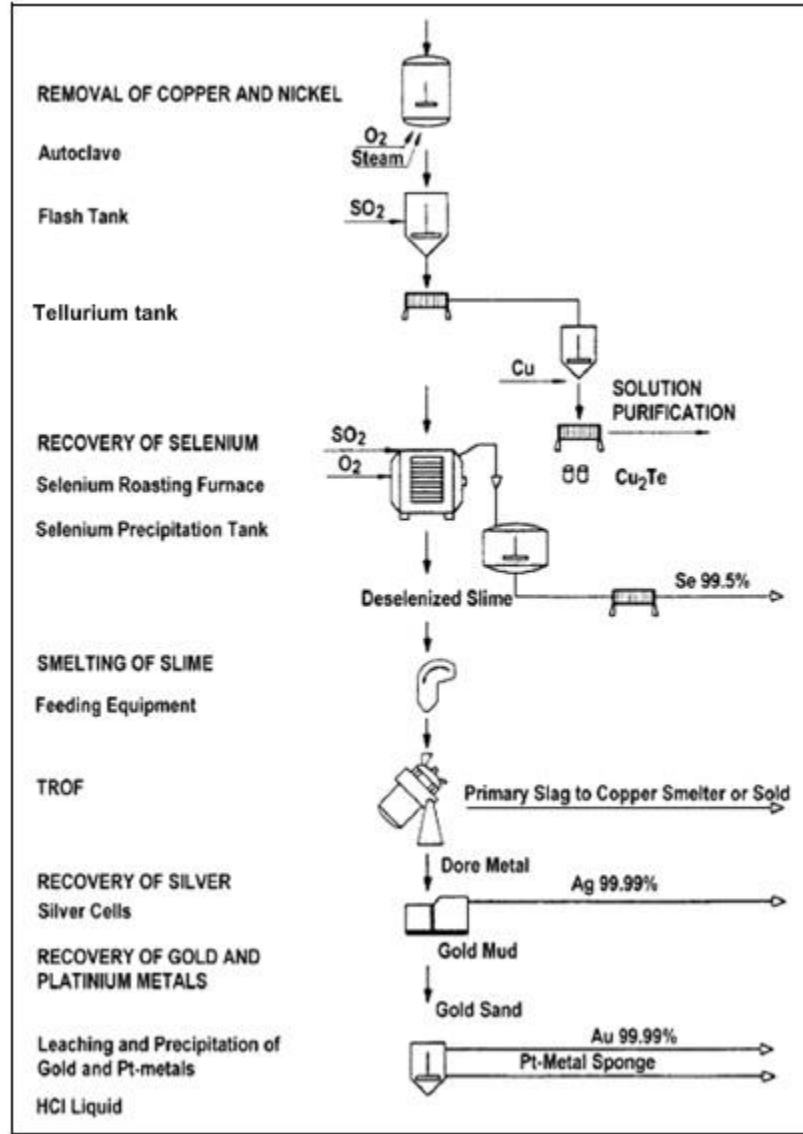 REMOVAL OF COPPER AND NICKEL
O2
Steam
Autoclave
SO2
Flash Tank
Tellurium tank
Cu
SOLUTION
PURIFICATION
SO2
RECOVERY OF SELENIUM
O2
Selenium Roasting Furnace
Cu2Te
Selenium Precipitation Tank
Se 99.5%
Deselenized Slime
SMELTING OF SLIME
Feeding Equipment
TROF
Primary Slag to Copper Smelter or Sold
Dore Metal
RECOVERY OF SILVER
Ag 99.99%
Silver Cells
Gold Mud
RECOVERY OF GOLD AND
PLATINIUM METALS
Gold Sand
Au 99.99%
Leaching and Precipitation of
Gold and Pt-metals
Pt-Metal Sponge
HCl Liquid